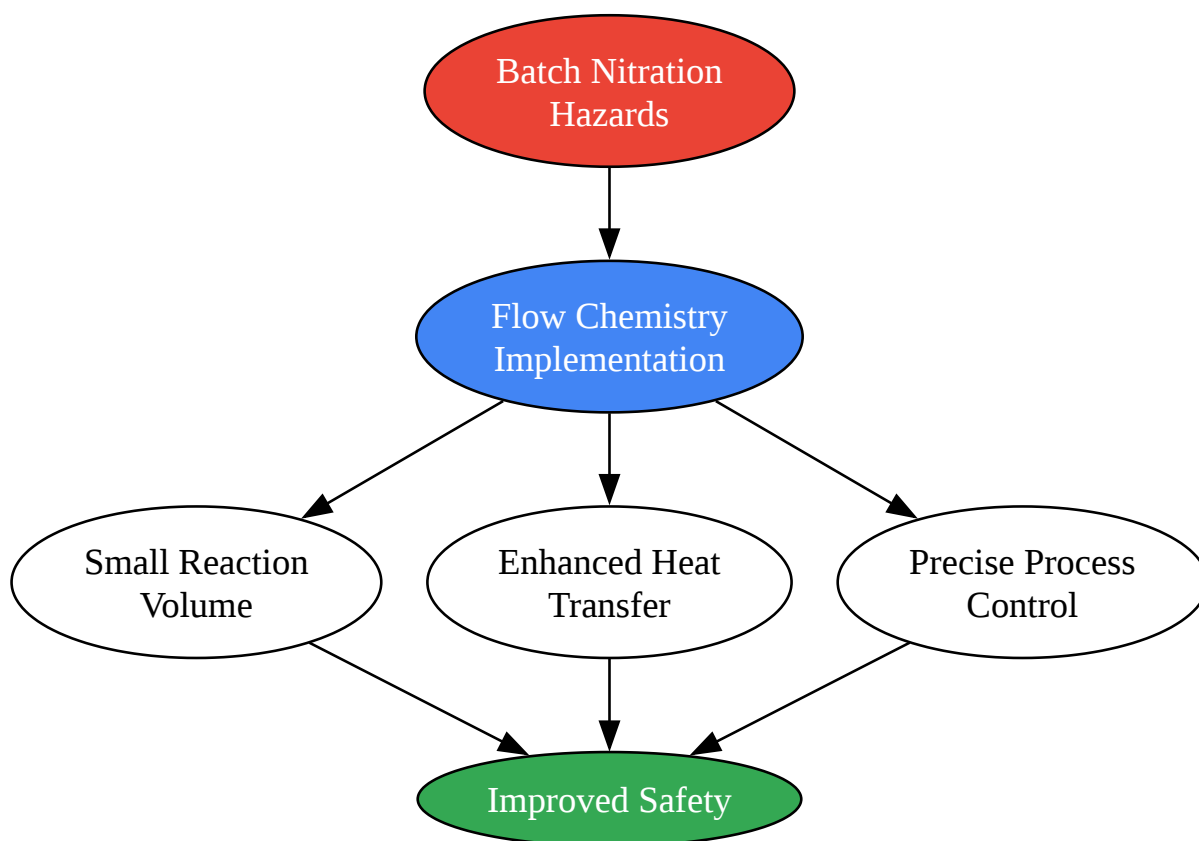 Batch Nitration
Hazards
Flow Chemistry
Implementation
Small Reaction
Volume
Enhanced Heat
Transfer
Precise Process
Control
Improved Safety